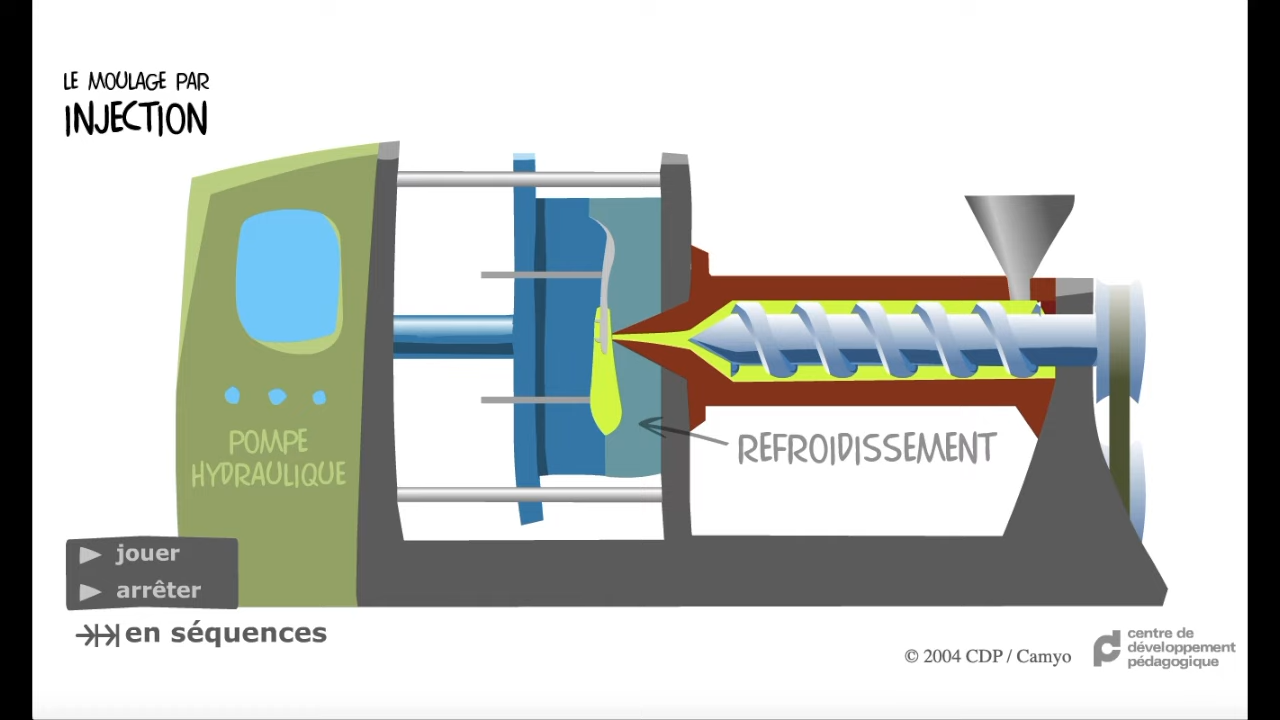 LE MOULAGE PAR
INJECTION
POMPE
HYDRAULIQUE
REFROIDISSEMENT
jouer
arrêter
en séquences
© 2004 CDP / Camyo
centre de
développement
pédagogique